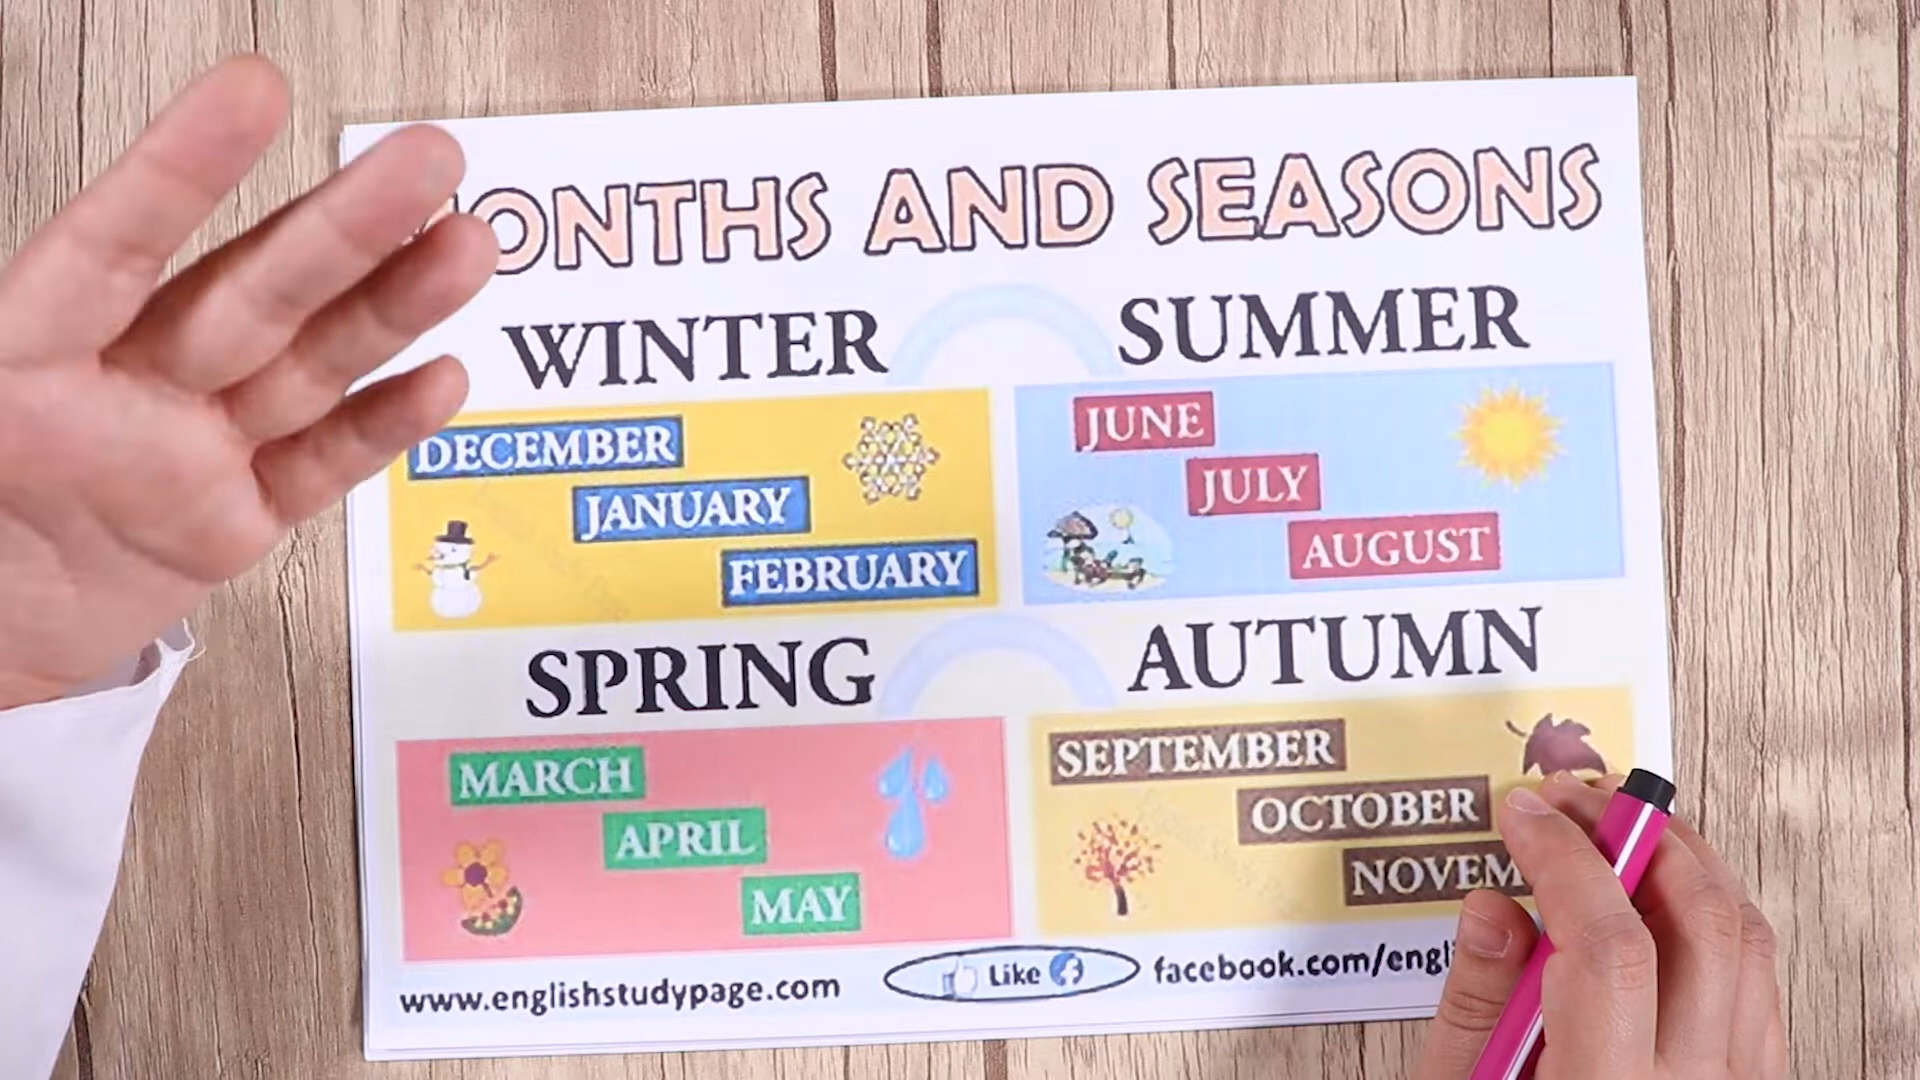 ONTHS AND SEASONS
WINTER
DECEMBER
JANUARY
FEBRUARY
SUMMER
JUNE
JULY
AUGUST
SPRING
MARCH
APRIL
MAY
AUTUMN
SEPTEMBER
OCTOBER
NOVEM
www.englishstudypage.com
Like
facebook.com/engli